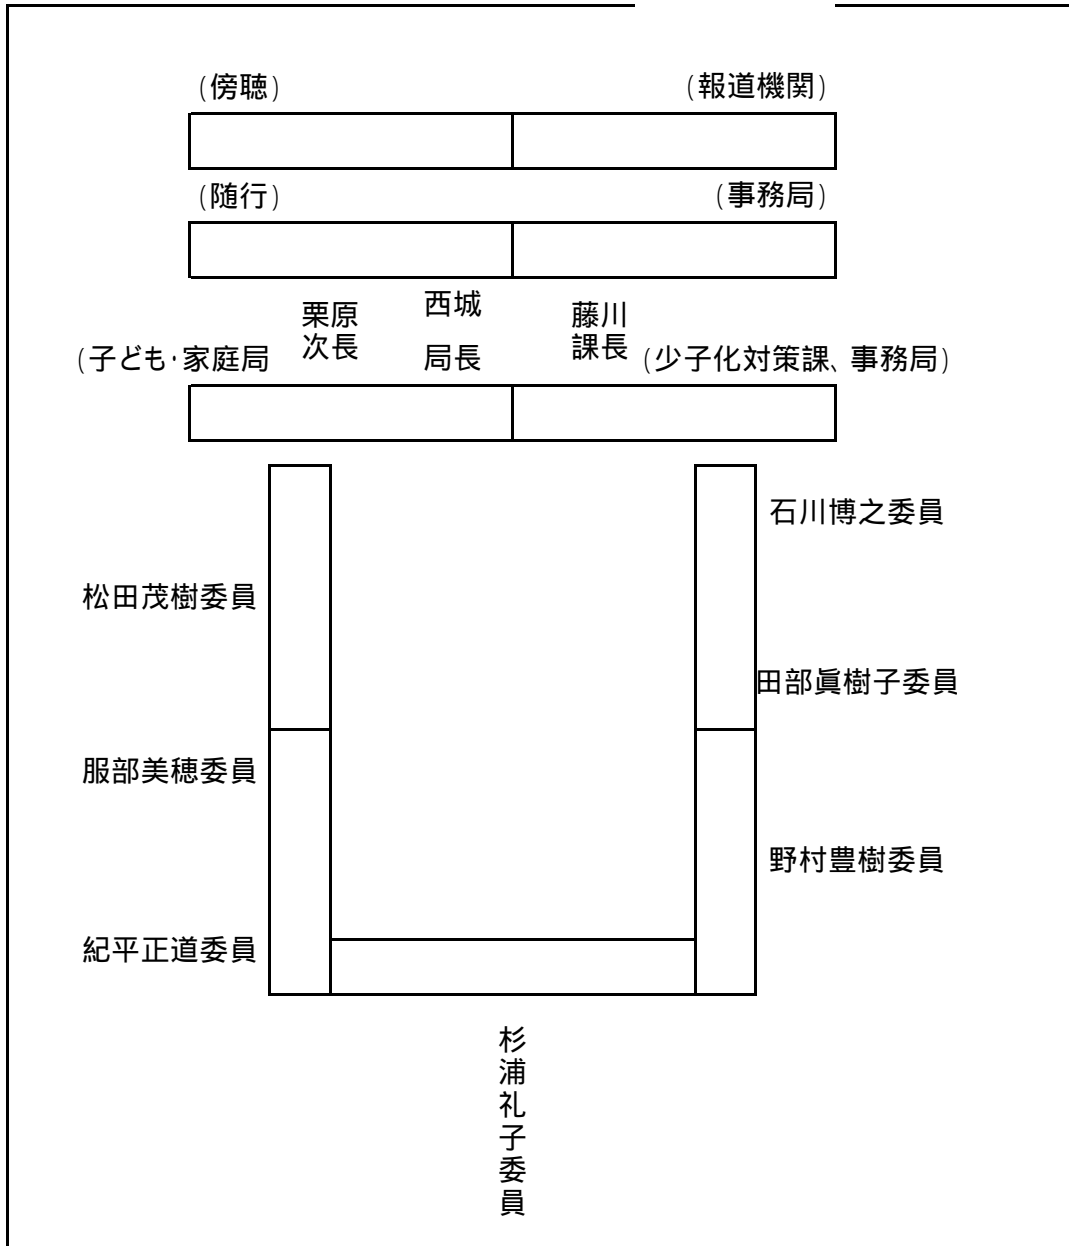 (傍聴)
(報道機関)
(随行)
(事務局)
栗原
次長
西城
局長
藤川
課長
(子ども・家庭局
(少子化対策課、事務局)
石川博之委員
松田茂樹委員
田部眞樹子委員
服部美穂委員
野村豊樹委員
紀平正道委員
杉浦礼子委員